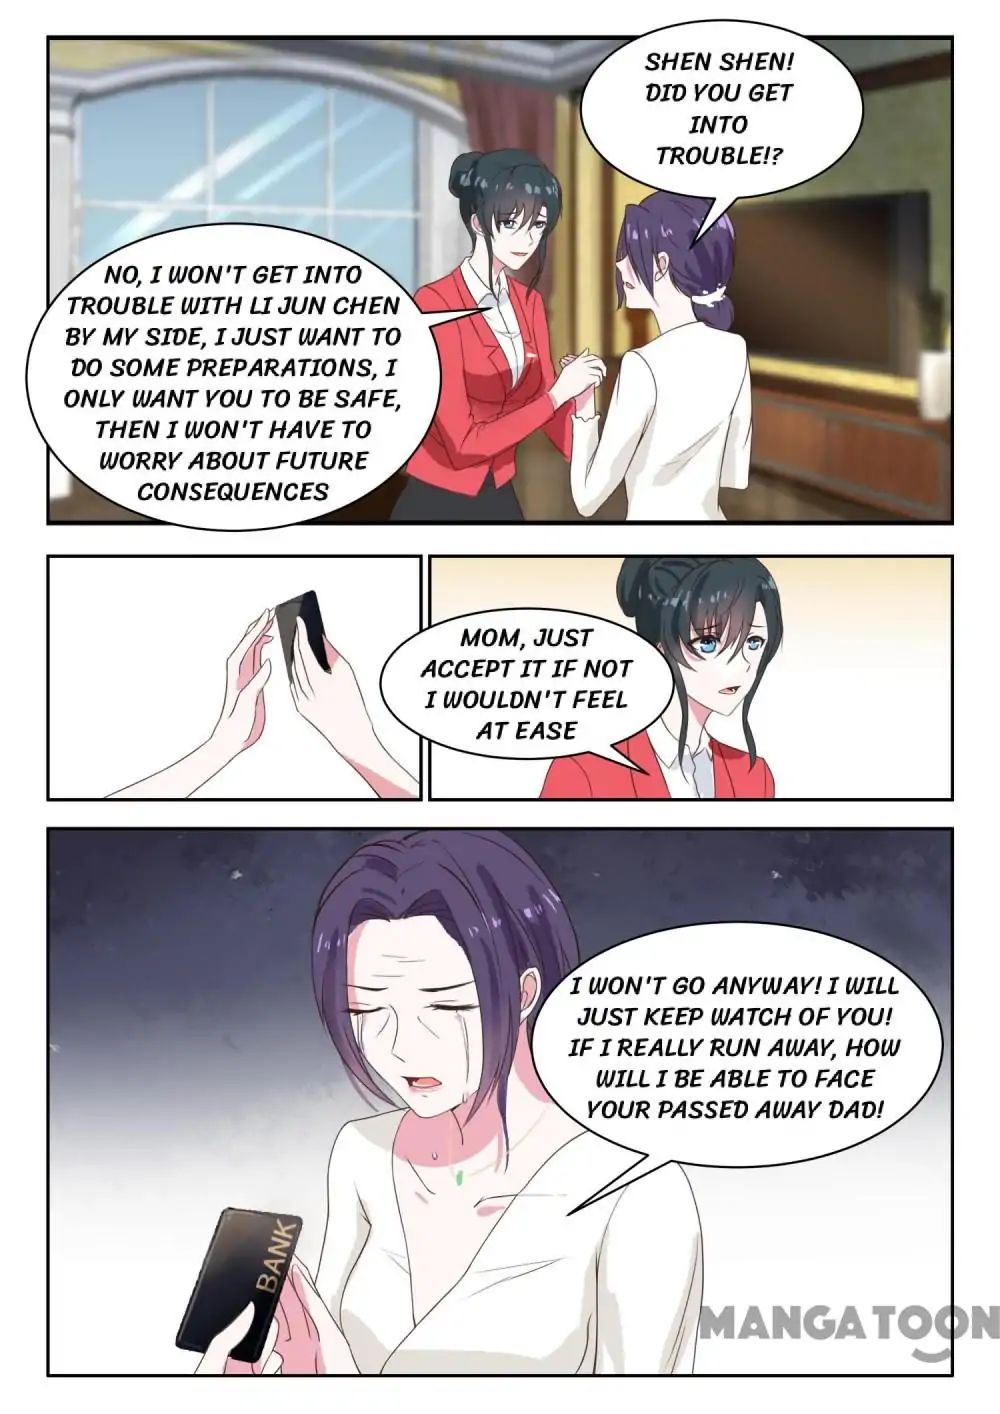 SHEN SHEN!
DID YOU GET
INTO
TROUBLE!?
NO, I WON'T GET INTO
TROUBLE WITH LI JUN CHEN
BY MY SIDE, I JUST WANT TO
DO SOME PREPARATIONS, I
ONLY WANT YOU TO BE SAFE,
THEN I WON'T HAVE TO
WORRY ABOUT FUTURE
CONSEQUENCES
MOM, JUST
ACCEPT IT IF NOT
I WOULDN'T FEEL
AT EASE
I WON'T GO ANYWAY! I WILL
JUST KEEP WATCH OF YOU!
IF I REALLY RUN AWAY, HOW
WILL I BE ABLE TO FACE
YOUR PASSED AWAY DAD!
BANK
MANGATOON